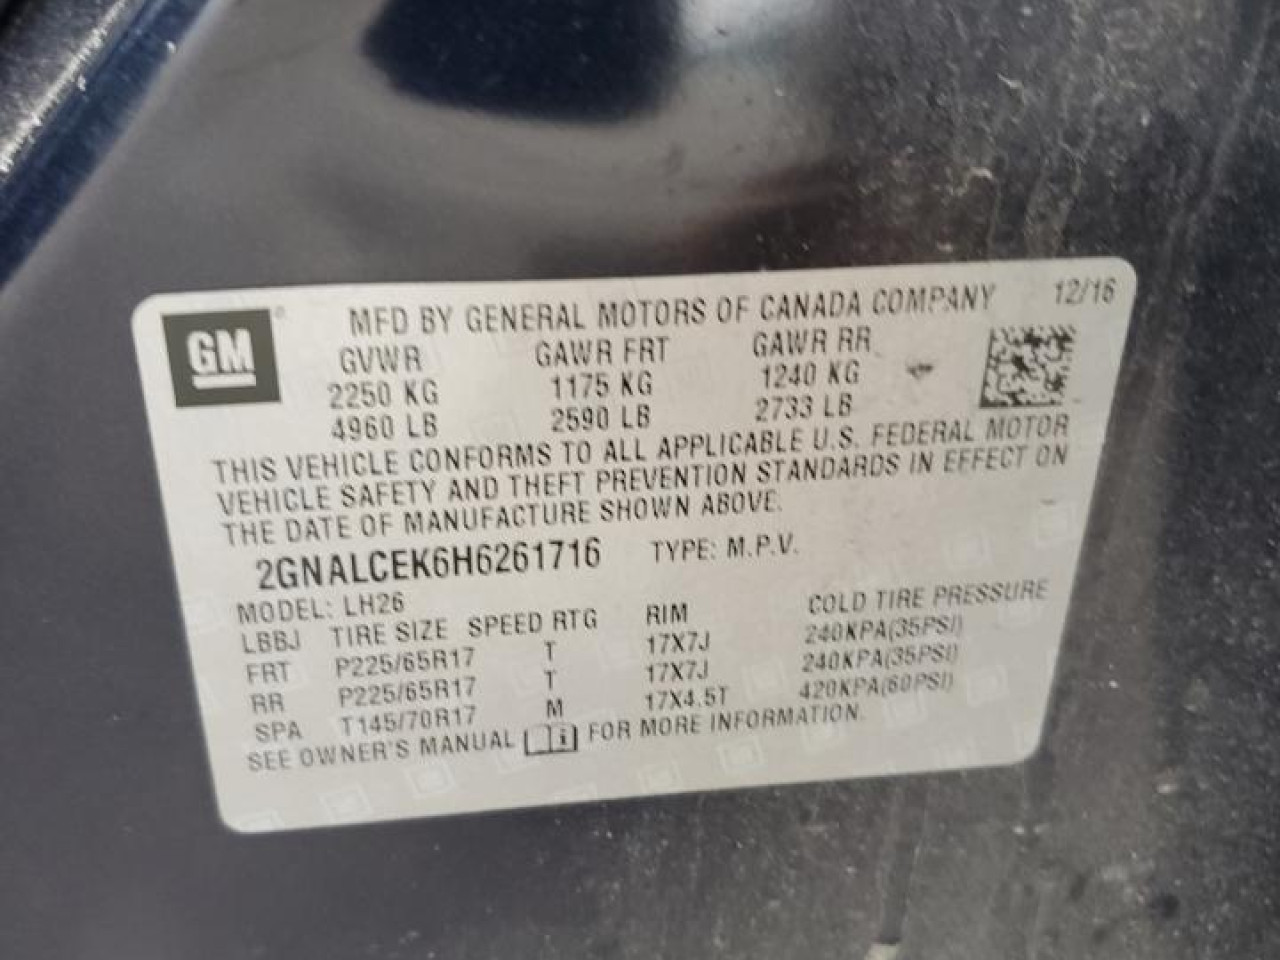 GM
MFD BY GENERAL MOTORS OF CANADA COMPANY 12/16
GVWR GAWR FRT GAWR RR
2250 KG 1175 KG 1240 KG
4960 LB 2590 LB 2733 LB
THIS VEHICLE CONFORMS TO ALL APPLICABLE U.S. FEDERAL MOTOR
VEHICLE SAFETY AND THEFT PREVENTION STANDARDS IN EFFECT ON
THE DATE OF MANUFACTURE SHOWN ABOVE.
2GNALCEK6H6261716 TYPE: M.P.V.
MODEL: LH26
LBBJ TIRE SIZE SPEED RTG RIM COLD TIRE PRESSURE
FRT P225/65R17 T 17X7J 240KPA(35PSI)
RR P225/65R17 T 17X7J 240KPA(35PSI)
SPA T145/70R17 M 17X4.5T 420KPA(60PSI)
SEE OWNER'S MANUAL i FOR MORE INFORMATION.